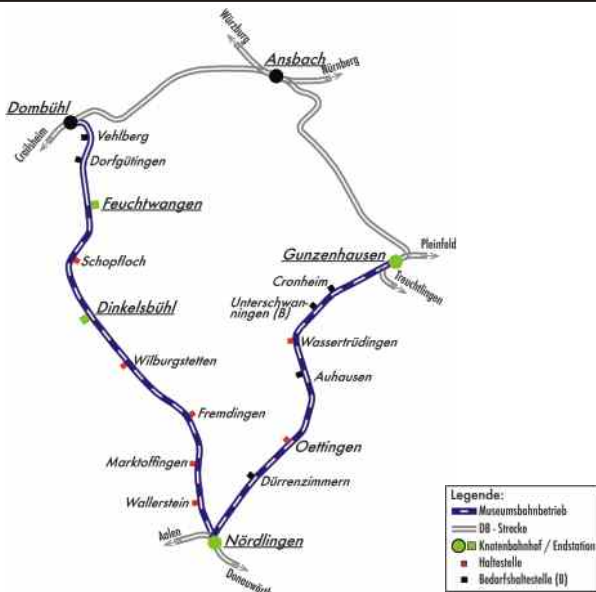 Würzburg
Ansbach
Nürnberg
Dombühl
Crailsheim
Vehlberg
Dorfgütingen
Feuchtwangen
Schopfloch
Dinkelsbühl
Wilburgstetten
Fremdingen
Marktoffingen
Wallerstein
Aalen
Nördlingen
Donauwörth
Pleinfeld
Gunzenhausen
Treuchtlingen
Cronheim
Unterschwan-
ningen (B)
Wassertrüdingen
Auhausen
Oettingen
Dürrenzimmern
Legende:
Museumsbahnbetrieb
DB - Strecke
Knotenbahnhof / Endstation
Haltestelle
Bedarfshaltestelle (B)